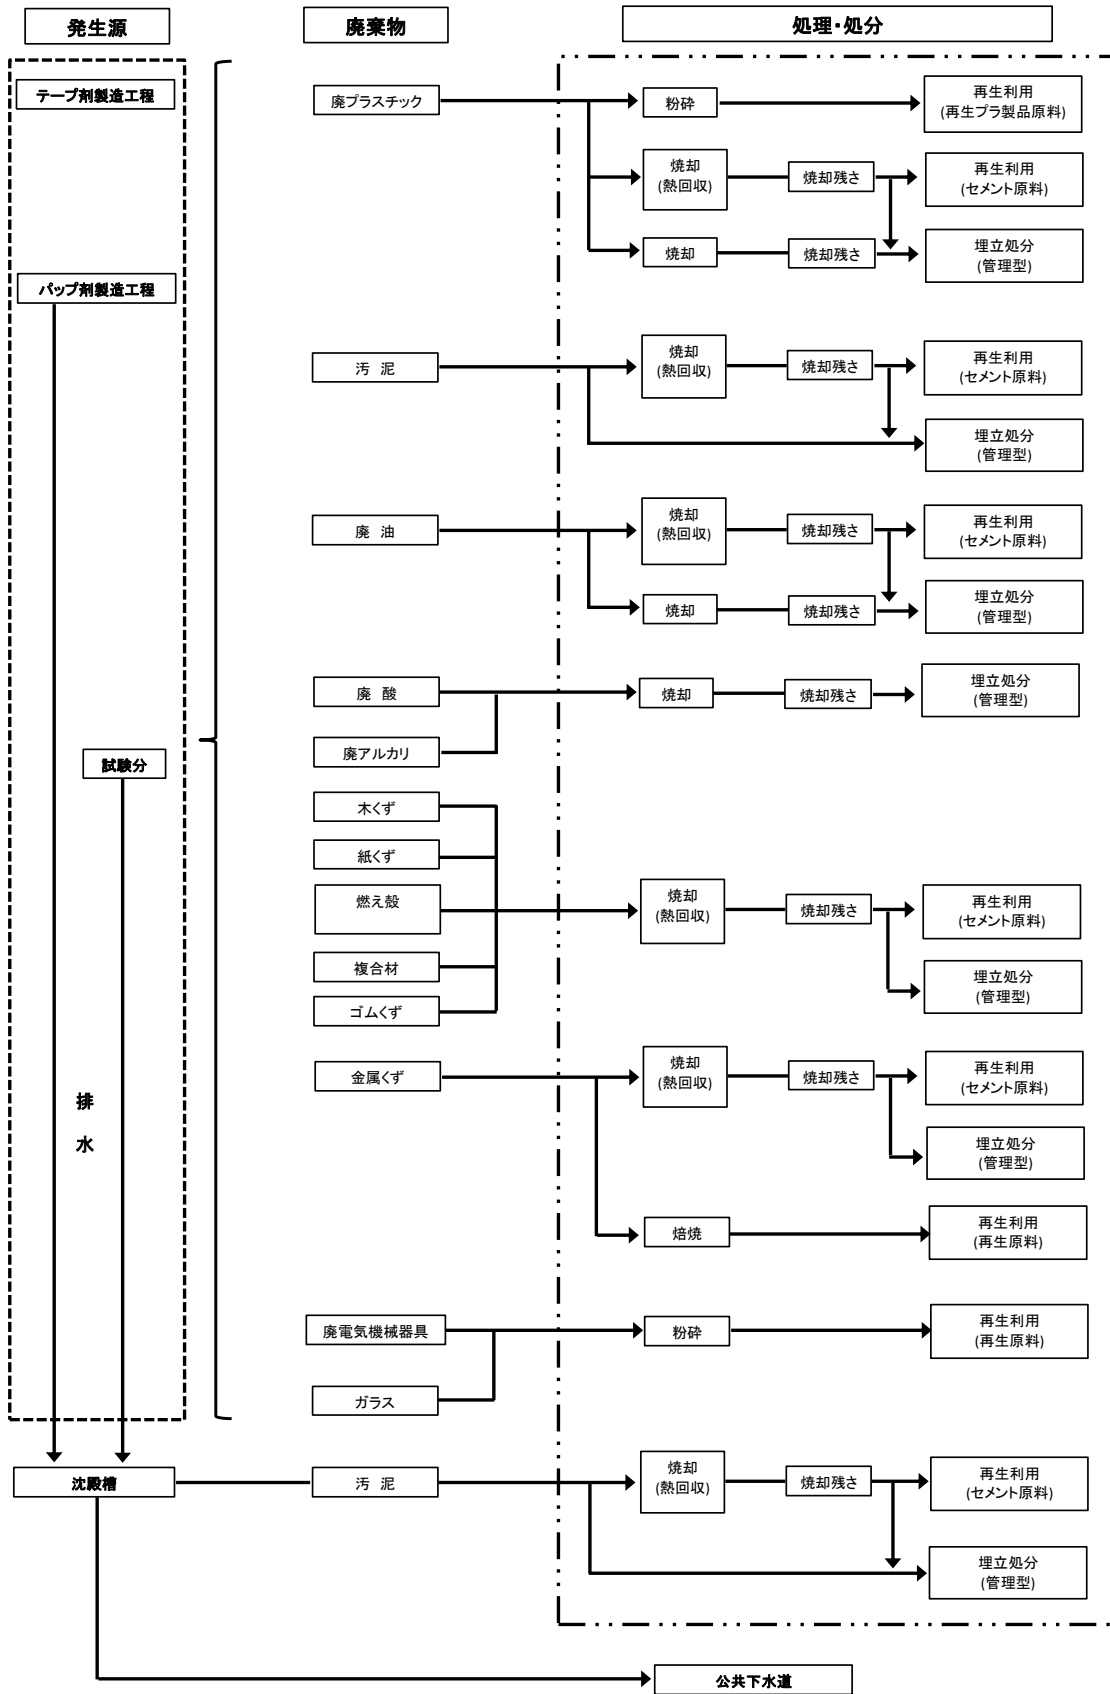 発生源
廃棄物
処理・処分
テープ剤製造工程
廃プラスチック
粉砕
再生利用
(再生プラ製品原料)
焼却
(熱回収)
焼却残さ
再生利用
(セメント原料)
焼却
焼却残さ
埋立処分
(管理型)
パップ剤製造工程
汚 泥
焼却
(熱回収)
焼却残さ
再生利用
(セメント原料)
埋立処分
(管理型)
廃 油
焼却
(熱回収)
焼却残さ
再生利用
(セメント原料)
焼却
焼却残さ
埋立処分
(管理型)
廃 酸
焼却
焼却残さ
埋立処分
(管理型)
廃アルカリ
試験分
木くず
紙くず
燃え殻
焼却
(熱回収)
焼却残さ
再生利用
(セメント原料)
複合材
埋立処分
(管理型)
ゴムくず
金属くず
焼却
(熱回収)
焼却残さ
再生利用
(セメント原料)
排
水
埋立処分
(管理型)
焙焼
再生利用
(再生原料)
廃電気機械器具
粉砕
再生利用
(再生原料)
ガラス
沈殿槽
汚 泥
焼却
(熱回収)
焼却残さ
再生利用
(セメント原料)
埋立処分
(管理型)
公共下水道